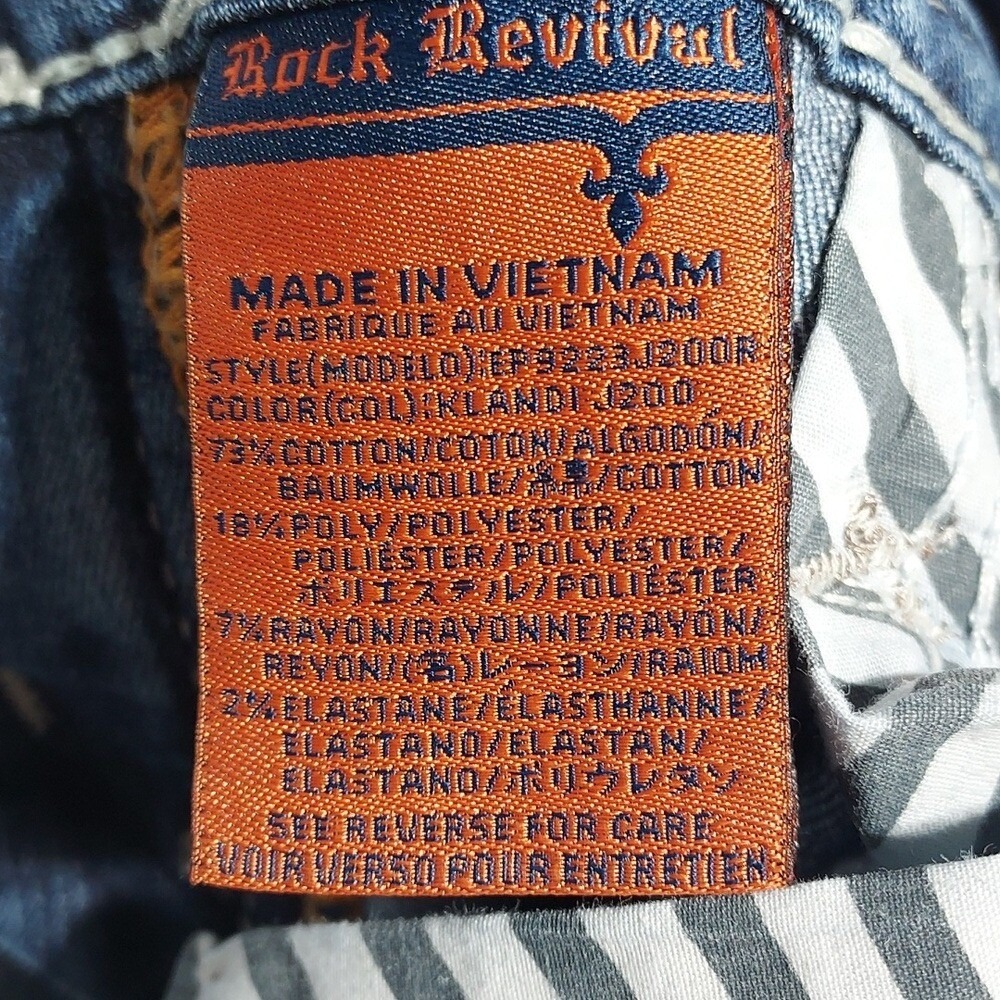 Rock Revival
MADE IN VIETNAM
FABRIQUE AU VIETNAM
STYLE(MODELO):EP9223J200R
COLOR(COL):KLANDI J200
73%COTTON/COTON/ALGODÓN/
BAUMWOLLE/綿/COTTON
18%POLY/POLYESTER/
POLIÉSTER/POLYESTER/
ポリエステル/POLIÉSTER
7%RAYON/RAYONNE/RAYÓN/
REYON/(名)レーヨン/RAIOM
2%ELASTANE/ÉLASTHANNE/
ELASTANO/ELASTAN/
ELASTANO/ポリウレタン
SEE REVERSE FOR CARE
VOIR VERSO POUR ENTRETIEN